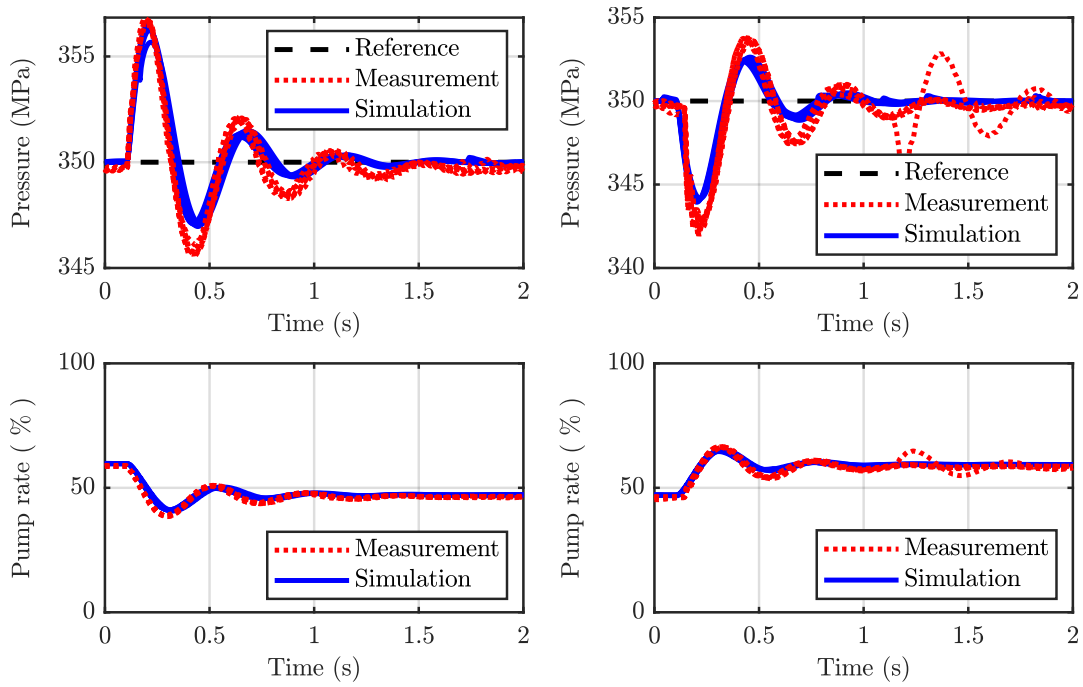 355
350
345
Pressure (MPa)
Reference
Measurement
Simulation
0
0.5
1
1.5
2
Time (s)
355
350
345
340
Pressure (MPa)
Reference
Measurement
Simulation
0
0.5
1
1.5
2
Time (s)
100
50
0
Pump rate ( % )
Measurement
Simulation
0
0.5
1
1.5
2
Time (s)
100
50
0
Pump rate ( % )
Measurement
Simulation
0
0.5
1
1.5
2
Time (s)